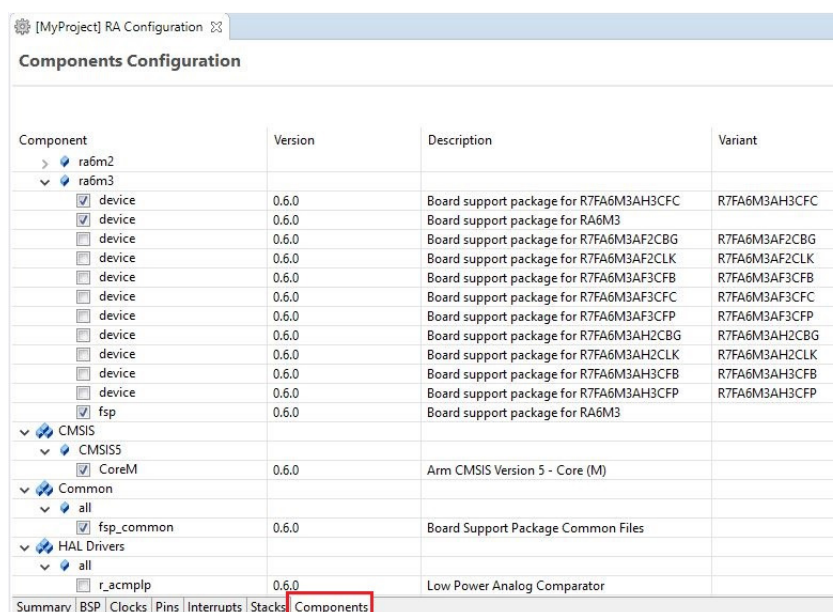 [MyProject] RA Configuration
Components Configuration
Component Version Description Variant
ra6m2
ra6m3
device 0.6.0 Board support package for R7FA6M3AH3CFC R7FA6M3AH3CFC
device 0.6.0 Board support package for RA6M3
device 0.6.0 Board support package for R7FA6M3AF2CBG R7FA6M3AF2CBG
device 0.6.0 Board support package for R7FA6M3AF2CLK R7FA6M3AF2CLK
device 0.6.0 Board support package for R7FA6M3AF3CFB R7FA6M3AF3CFB
device 0.6.0 Board support package for R7FA6M3AF3CFC R7FA6M3AF3CFC
device 0.6.0 Board support package for R7FA6M3AF3CFP R7FA6M3AF3CFP
device 0.6.0 Board support package for R7FA6M3AH2CBG R7FA6M3AH2CBG
device 0.6.0 Board support package for R7FA6M3AH2CLK R7FA6M3AH2CLK
device 0.6.0 Board support package for R7FA6M3AH3CFB R7FA6M3AH3CFB
device 0.6.0 Board support package for R7FA6M3AH3CFP R7FA6M3AH3CFP
fsp 0.6.0 Board support package for RA6M3
CMSIS
CMSIS5
CoreM 0.6.0 Arm CMSIS Version 5 - Core (M)
Common
all
fsp_common 0.6.0 Board Support Package Common Files
HAL Drivers
all
r_acmplp 0.6.0 Low Power Analog Comparator
Summary BSP Clocks Pins Interrupts Stacks Components